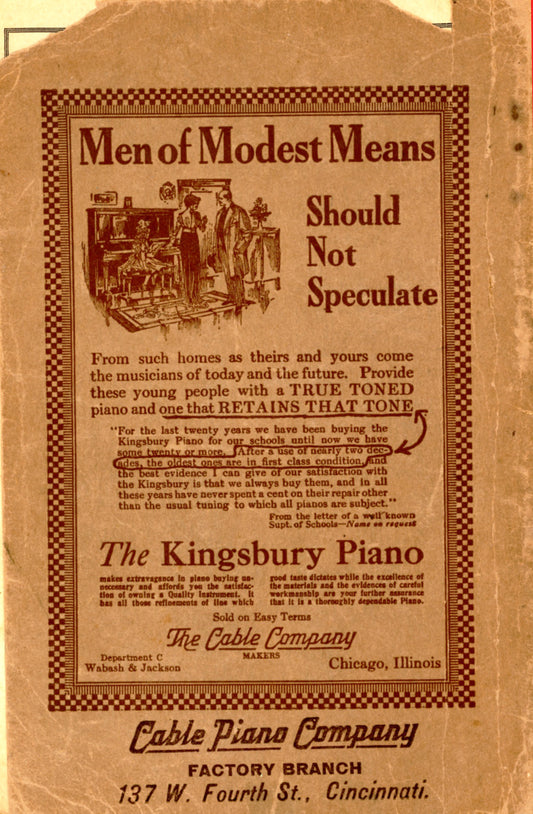 Men of Modest Means
Should
Not
Speculate
From such homes as theirs and yours come
the musicians of today and the future. Provide
these young people with a TRUE TONED
piano and one that RETAINS THAT TONE
"For the last twenty years we have been buying the
Kingsbury Piano for our schools until now we have
some twenty or more. After a use of nearly two dec-
ades, the oldest ones are in first class condition, and
the best evidence I can give of our satisfaction with
the Kingsbury is that we always buy them, and in all
these years have never spent a cent on their repair other
than the usual tuning to which all pianos are subject."
From the letter of a well known
Supt. of Schools—Name on request
The Kingsbury Piano
makes extravagance in piano buying un-
necessary and affords you the satisfac-
tion of owning a Quality Instrument. It
has all those refinements of line which
good taste dictates while the excellence of
the materials and the evidences of careful
workmanship are your further assurance
that it is a thoroughly dependable Piano.
Sold on Easy Terms
The Cable Company
MAKERS
Department C
Wabash & Jackson
Chicago, Illinois
Cable Piano Company
FACTORY BRANCH
137 W. Fourth St., Cincinnati.